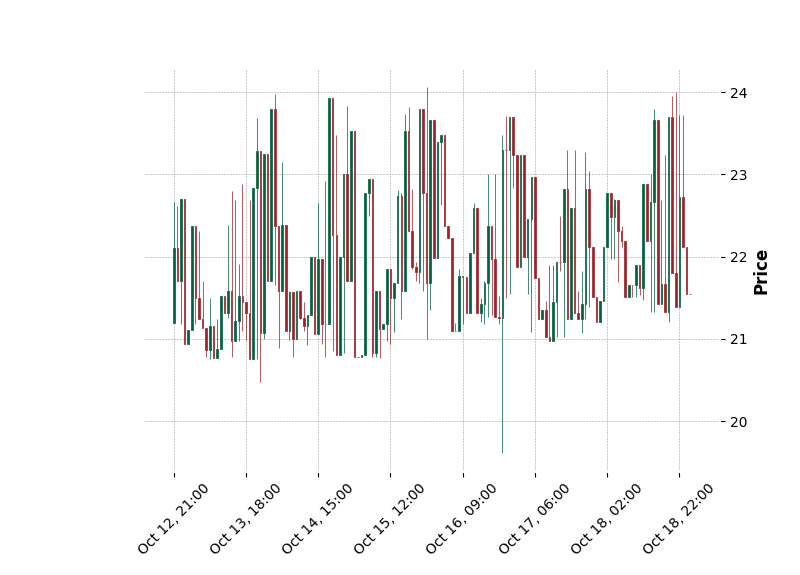 24
23
22
21
20
Price
Oct 12, 21:00
Oct 13, 18:00
Oct 14, 15:00
Oct 15, 12:00
Oct 16, 09:00
Oct 17, 06:00
Oct 18, 02:00
Oct 18, 22:00